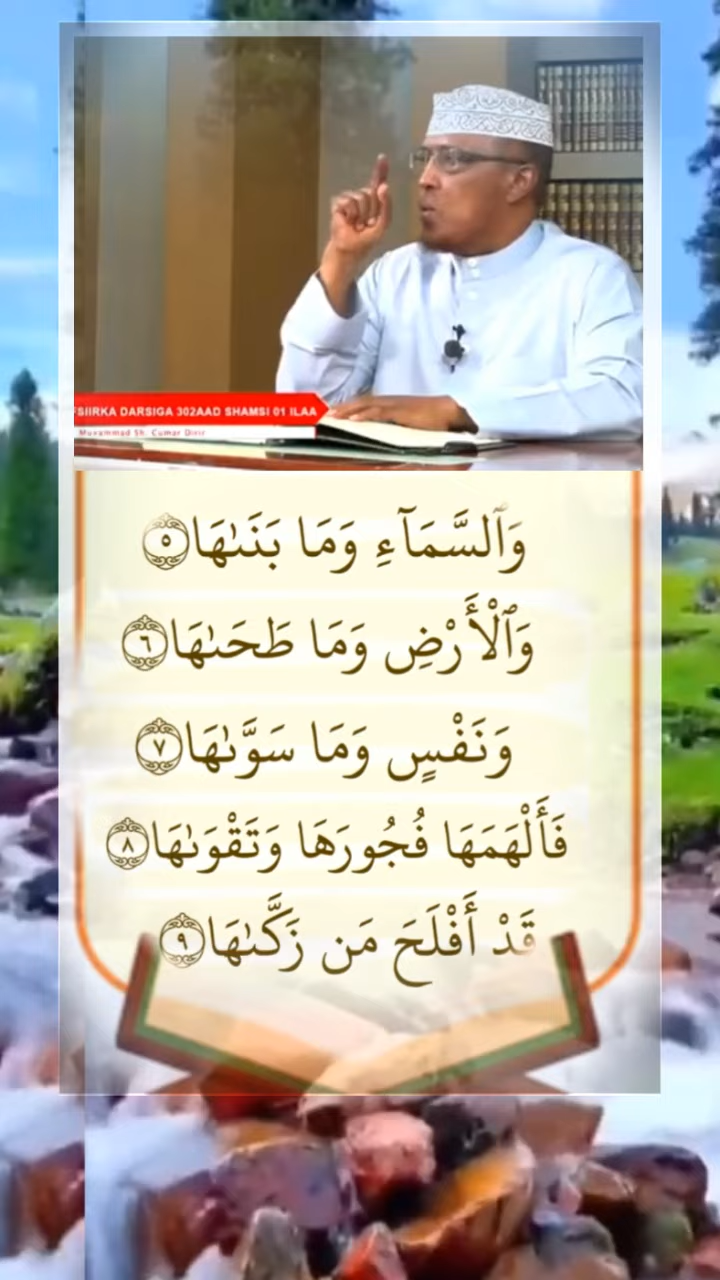 FSIIRKA DARSIGA 302AAD SHAMSI 01 ILAA
Muxammad Sh. Cumar Dirir
وَٱلسَّمَآءِ وَمَا بَنَىٰهَا ٥
وَٱلْأَرْضِ وَمَا طَحَىٰهَا ٦
وَنَفْسٍ وَمَا سَوَّىٰهَا ٧
فَأَلْهَمَهَا فُجُورَهَا وَتَقْوَىٰهَا ٨
قَدْ أَفْلَحَ مَن زَكَّىٰهَا ٩